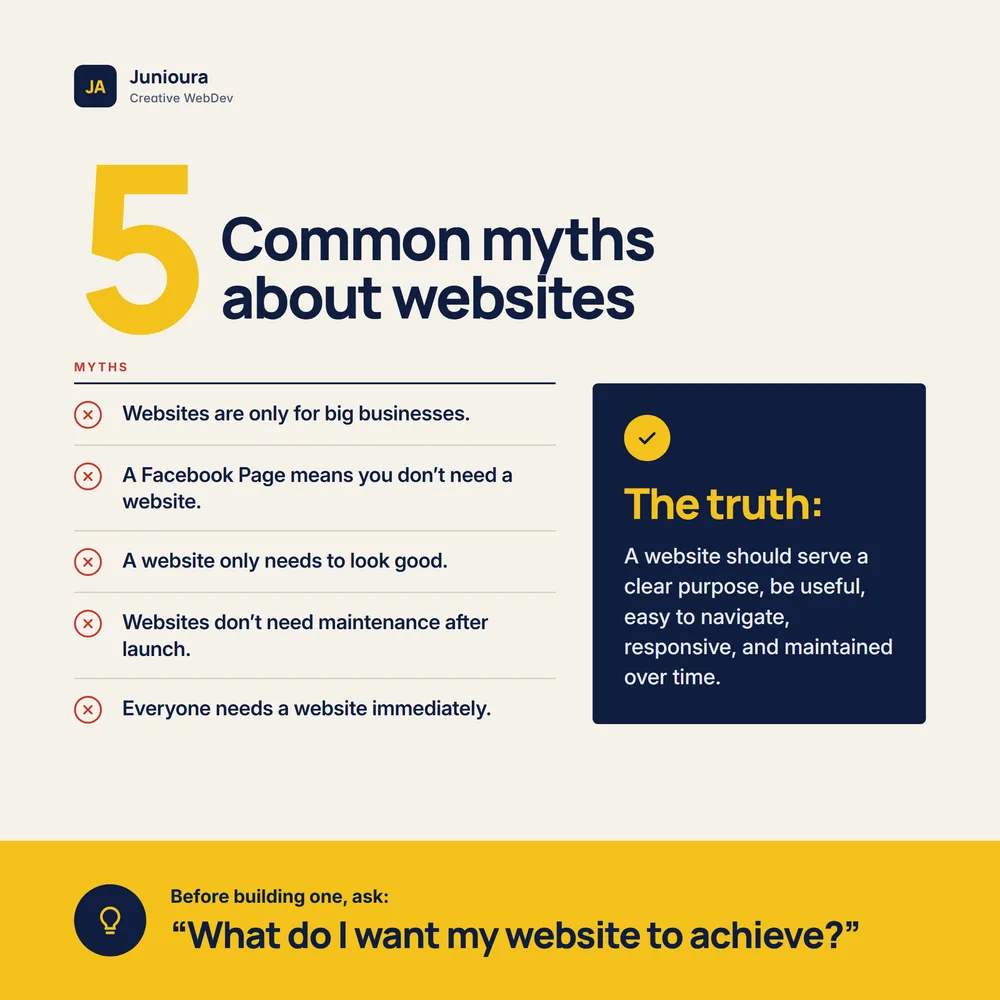 JA
Junioura
Creative WebDev
5
Common myths
about websites
MYTHS
Websites are only for big businesses.
A Facebook Page means you don’t need a
website.
A website only needs to look good.
Websites don’t need maintenance after
launch.
Everyone needs a website immediately.
The truth:
A website should serve a
clear purpose, be useful,
easy to navigate,
responsive, and maintained
over time.
Before building one, ask:
“What do I want my website to achieve?”